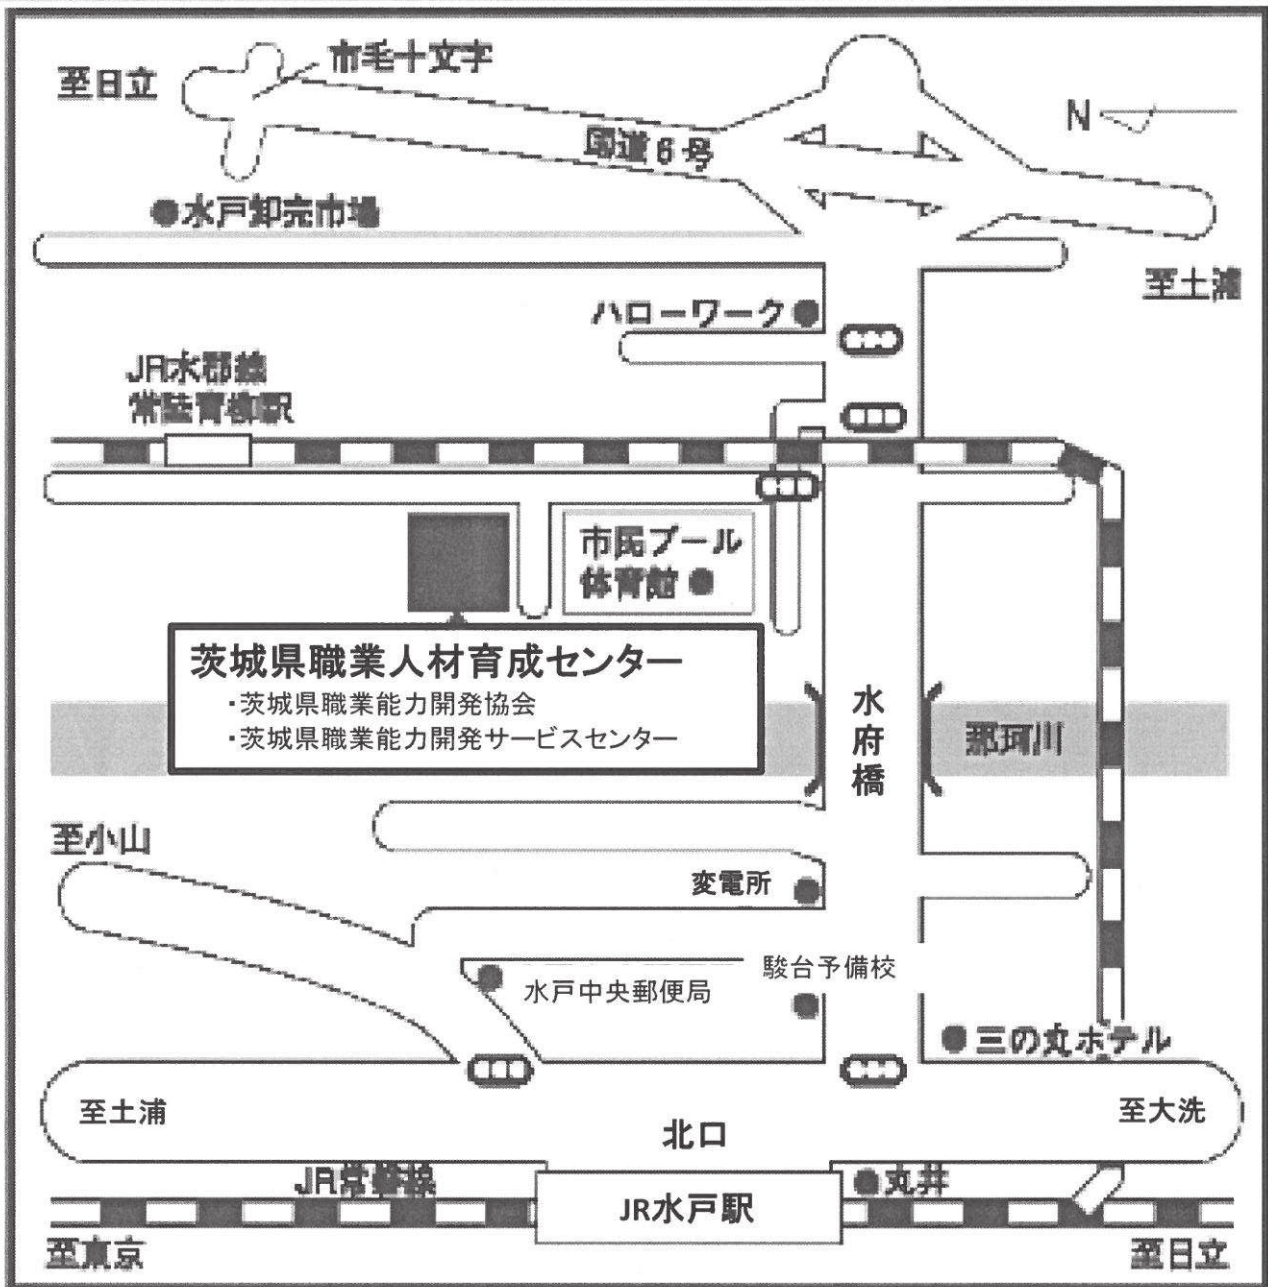 市毛十文字
至日立
国道6号
N
水戸卸売市場
至土浦
ハローワーク
JR水郡線
常陸青柳駅
市民プール
体育館
茨城県職業人材育成センター
・茨城県職業能力開発協会
・茨城県職業能力開発サービスセンター
水府橋
那珂川
至小山
変電所
駿台予備校
水戸中央郵便局
三の丸ホテル
至土浦
至大洗
北口
JR常磐線
丸井
JR水戸駅
至東京
至日立